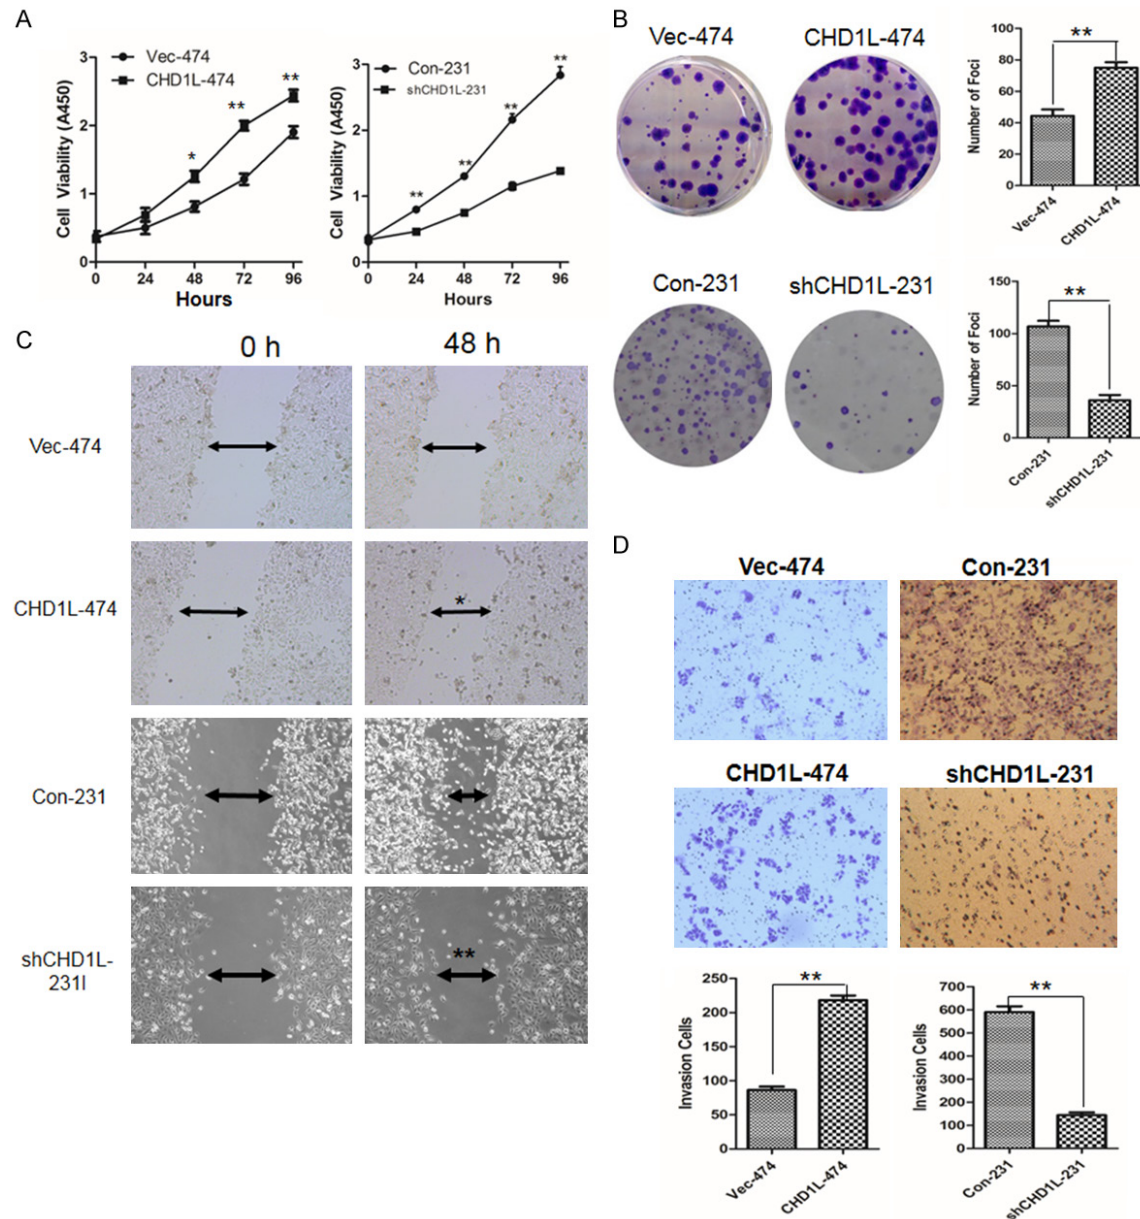 A
Vec-474
CHD1L-474
Cell Viability (A450)
3
2
1
0
* ** **
0 24 48 72 96
Hours
Con-231
shCHD1L-231
Cell Viability (A450)
3
2
1
0
** ** ** **
0 24 48 72 96
Hours
B
Vec-474 CHD1L-474
Number of Foci
100
80
60
40
20
0
**
Vec-474 CHD1L-474
Con-231 shCHD1L-231
Number of Foci
150
100
50
0
**
Con-231 shCHD1L-231
C
0 h 48 h
Vec-474
CHD1L-474
*
Con-231
shCHD1L-
231l
**
D
Vec-474 Con-231
CHD1L-474 shCHD1L-231
Invasion Cells
250
200
150
100
50
0
**
Vec-474 CHD1L-474
Invasion Cells
700
600
500
400
300
200
100
0
**
Con-231 shCHD1L-231